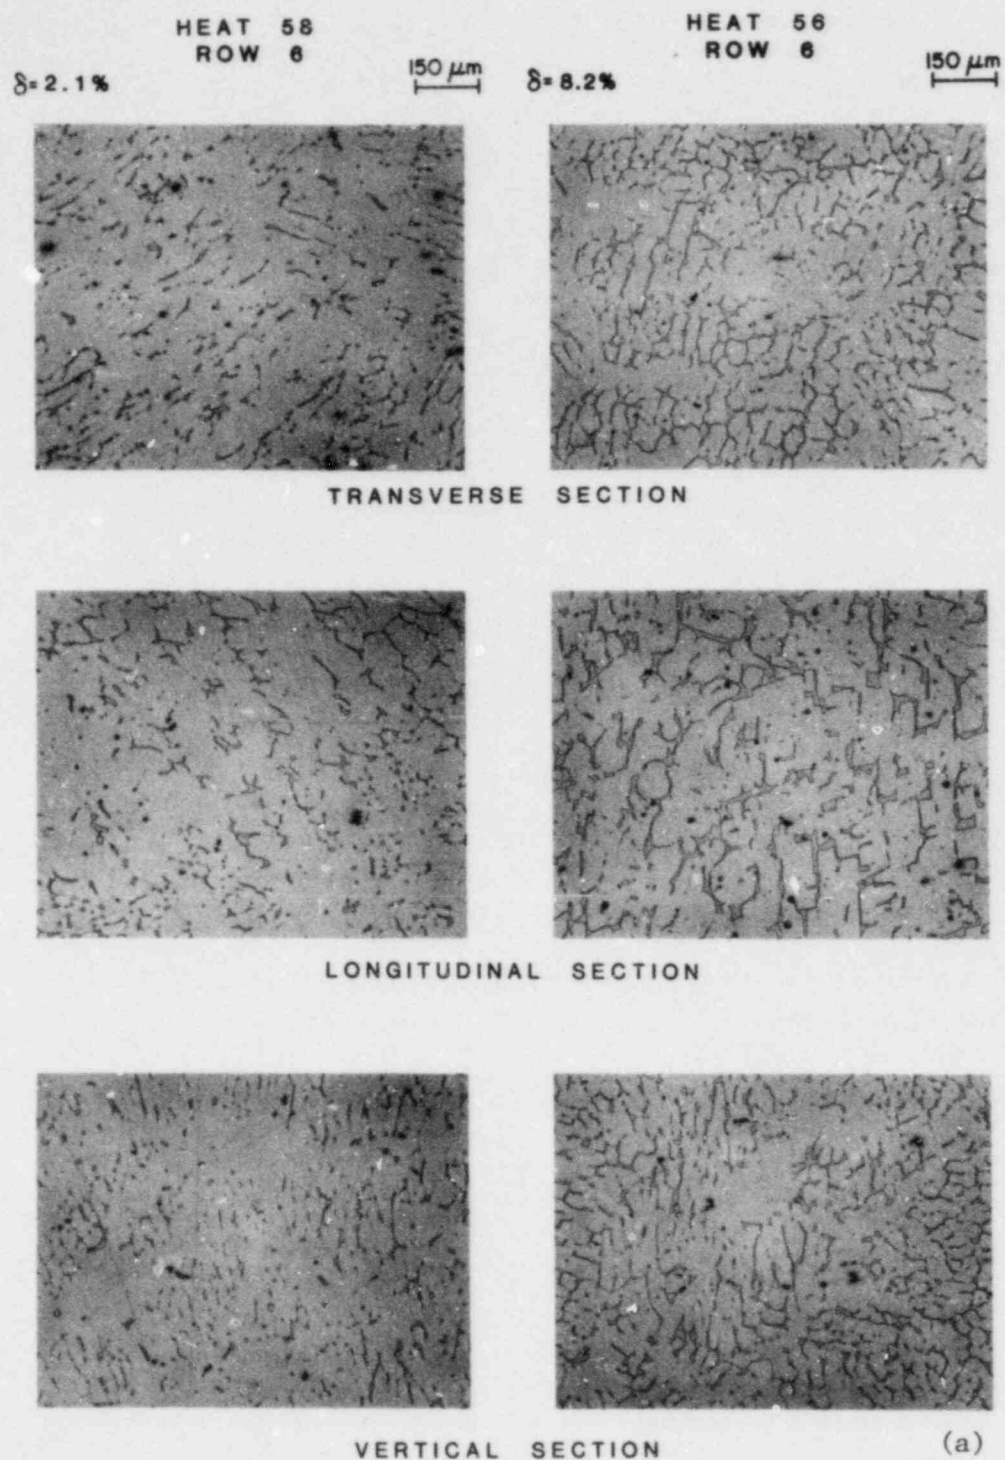 HEAT 58
ROW 6
δ=2.1%
150 μm
HEAT 56
ROW 6
δ=8.2%
150 μm
TRANSVERSE SECTION
LONGITUDINAL SECTION
VERTICAL SECTION
(a)